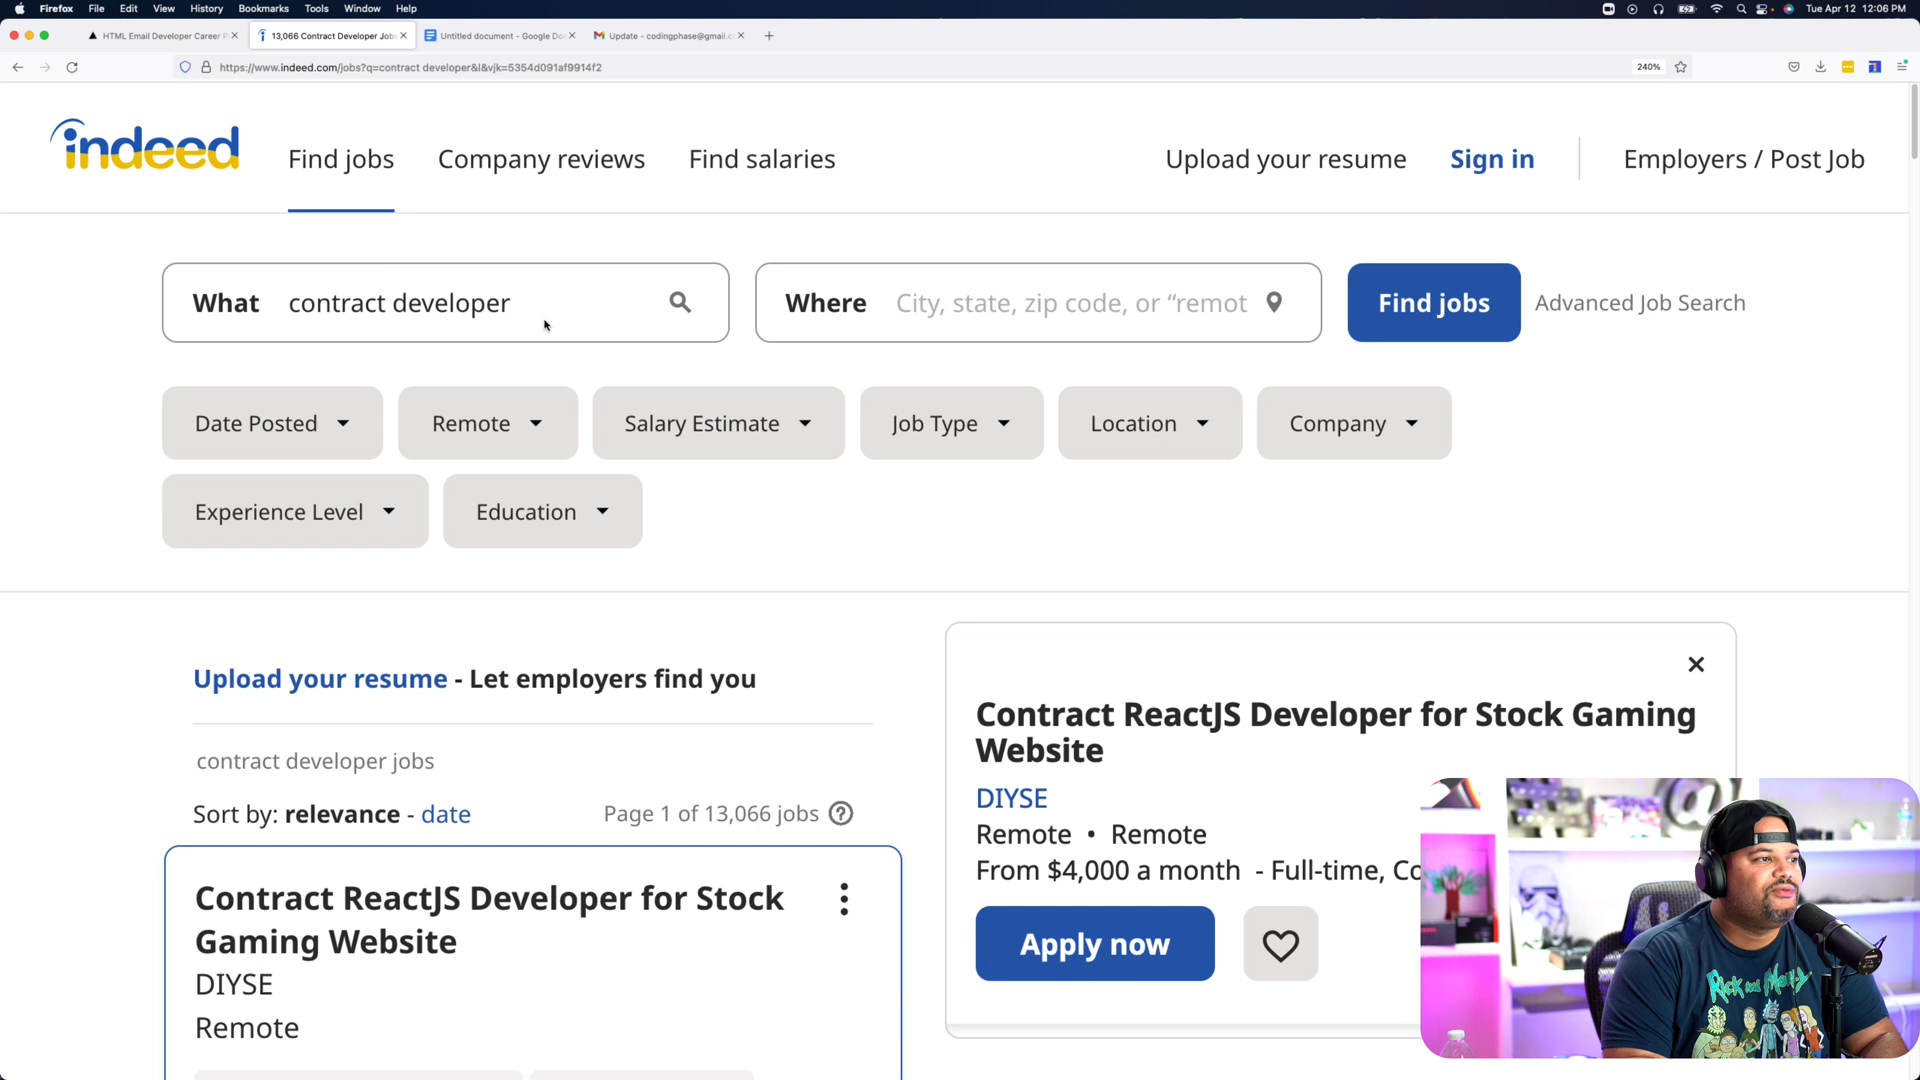 Firefox File Edit View History Bookmarks Tools Window Help
Tue Apr 12 12:06 PM
HTML Email Developer Career P
13,066 Contract Developer Jobs
Untitled document - Google Do
Update - codingphase@gmail.c
https://www.indeed.com/jobs?q=contract developer&l&vjk=5354d091af9914f2
240%
indeed
Find jobs
Company reviews
Find salaries
Upload your resume
Sign in
Employers / Post Job
What contract developer
Where City, state, zip code, or “remot
Find jobs
Advanced Job Search
Date Posted
Remote
Salary Estimate
Job Type
Location
Company
Experience Level
Education
Upload your resume - Let employers find you
contract developer jobs
Sort by: relevance - date
Page 1 of 13,066 jobs
Contract ReactJS Developer for Stock
Gaming Website
DIYSE
Remote
Contract ReactJS Developer for Stock Gaming
Website
DIYSE
Remote • Remote
From $4,000 a month - Full-time, Co
Apply now
Rick and Morty